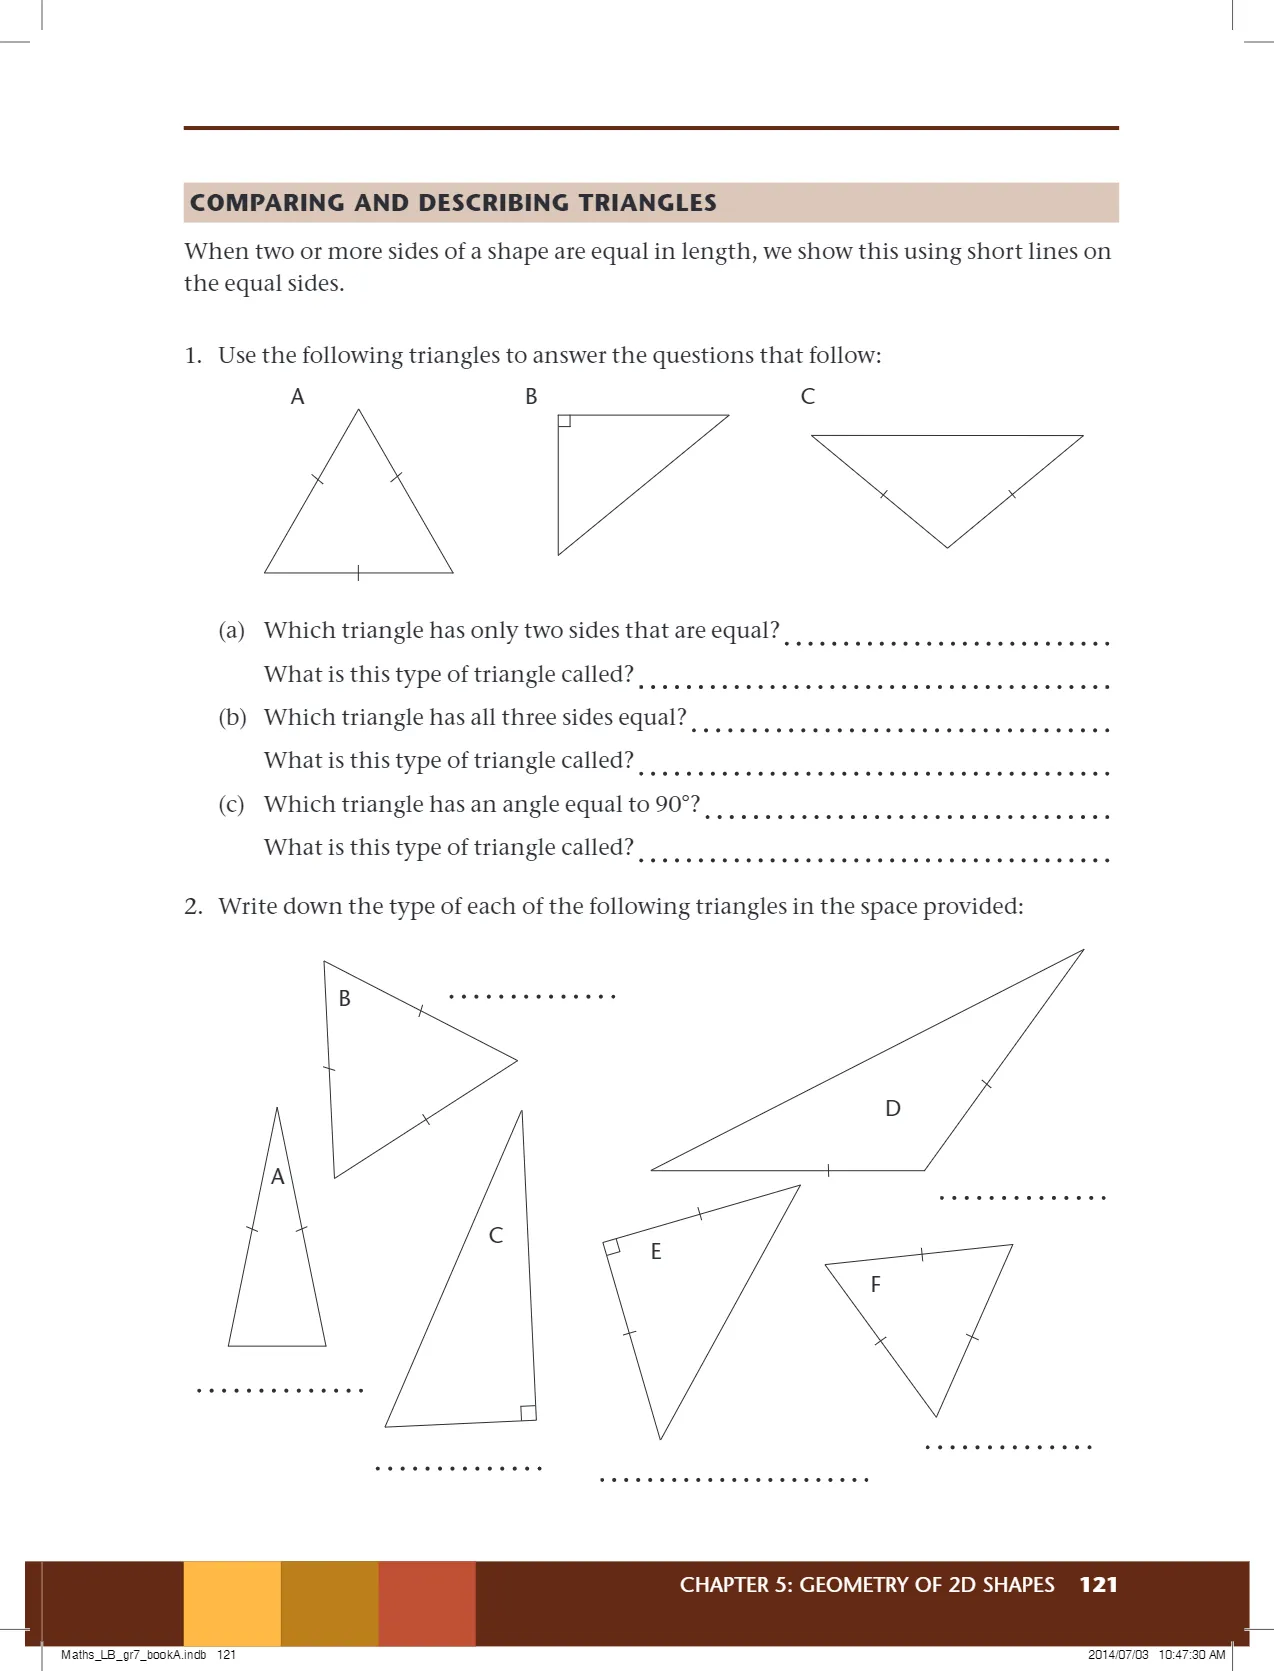 COMPARING AND DESCRIBING TRIANGLES
When two or more sides of a shape are equal in length, we show this using short lines on
the equal sides.
1. Use the following triangles to answer the questions that follow:
A B C
(a) Which triangle has only two sides that are equal?
What is this type of triangle called?
(b) Which triangle has all three sides equal?
What is this type of triangle called?
(c) Which triangle has an angle equal to 90°?
What is this type of triangle called?
2. Write down the type of each of the following triangles in the space provided:
B
D
A
C
E
F
CHAPTER 5: GEOMETRY OF 2D SHAPES 121
Maths_LB_gr7_bookA.indb 121 2014/07/03 10:47:30 AM